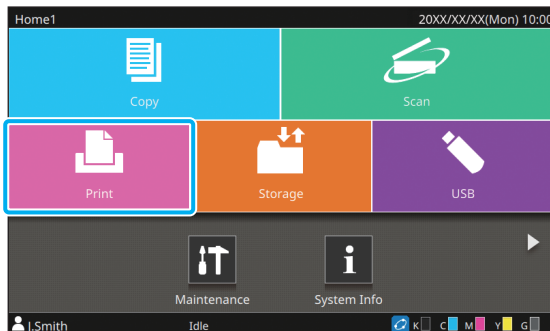 Home1 20XX/XX/XX(Mon) 10:00
Copy Scan
Print Storage USB
Maintenance System Info
J.Smith Idle K C M Y G